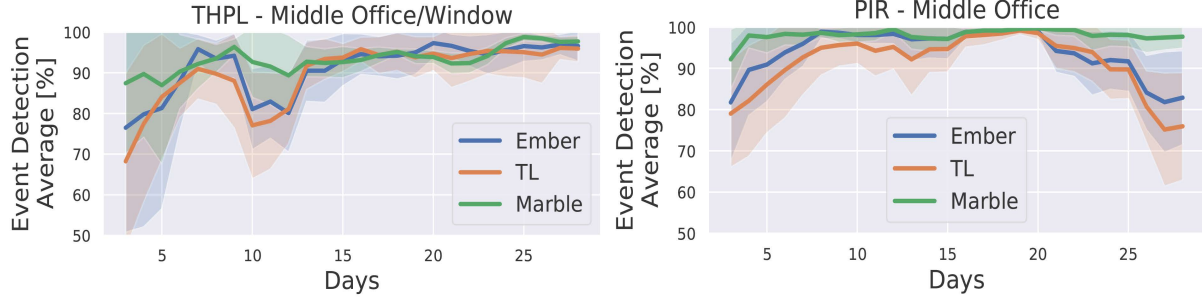 THPL - Middle Office/Window
Event Detection
Average [%]
100
90
80
70
60
50
5
10
15
20
25
Days
Ember
TL
Marble
PIR - Middle Office
Event Detection
Average [%]
100
90
80
70
60
50
5
10
15
20
25
Days
Ember
TL
Marble